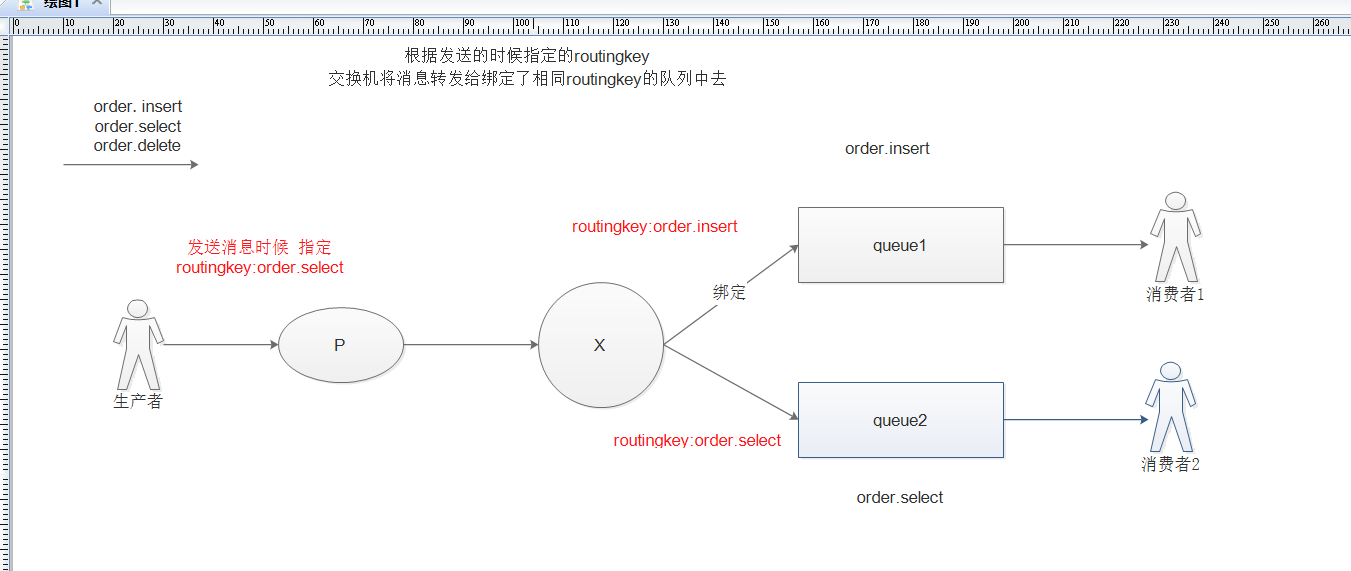 绘图1
0 10 20 30 40 50 60 70 80 90 100 110 120 130 140 150 160 170 180 190 200 210 220 230 240 250 260
根据发送的时候指定的routingkey
交换机将消息转发给绑定了相同routingkey的队列中去
order. insert
order.select
order.delete
order.insert
routingkey:order.insert
queue1
发送消息时候 指定
routingkey:order.select
绑定
消费者1
P
X
生产者
queue2
routingkey:order.select
消费者2
order.select